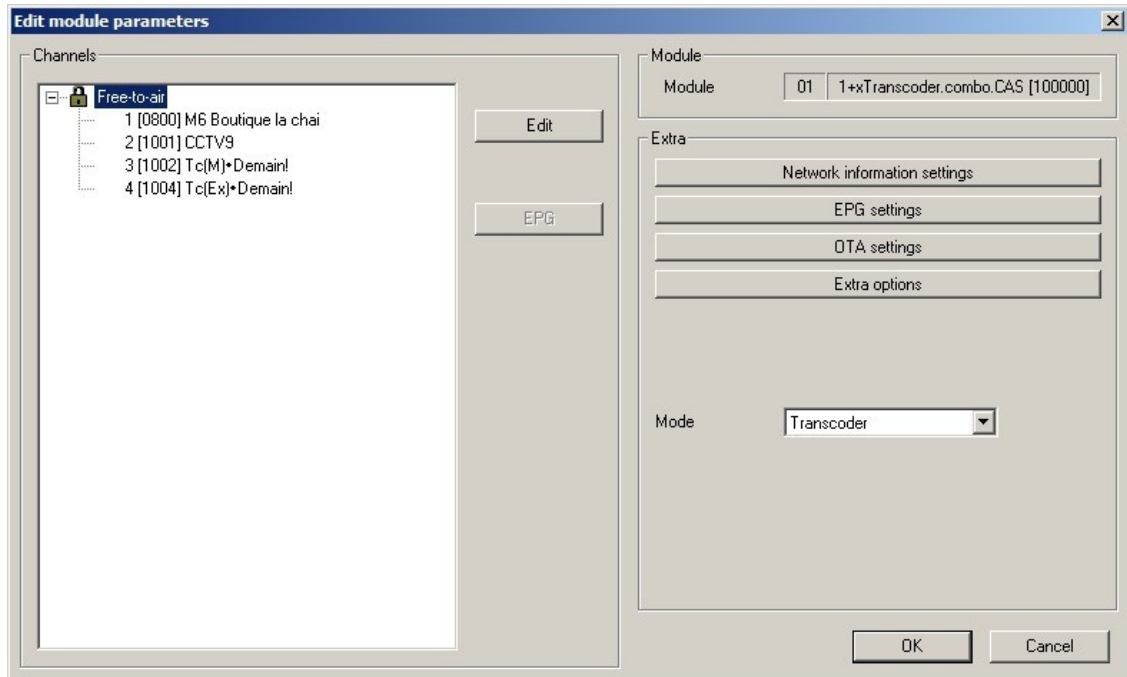 Edit module parameters
Channels
Free-to-air
1 [0800] M6 Boutique la chai
2 [1001] CCTV9
3 [1002] Tc(M)•Demain!
4 [1004] Tc(Ex)•Demain!
Edit
EPG
Module
Module 01 1+xTranscoder.combo.CAS [100000]
Extra
Network information settings
EPG settings
OTA settings
Extra options
Mode Transcoder
OK Cancel